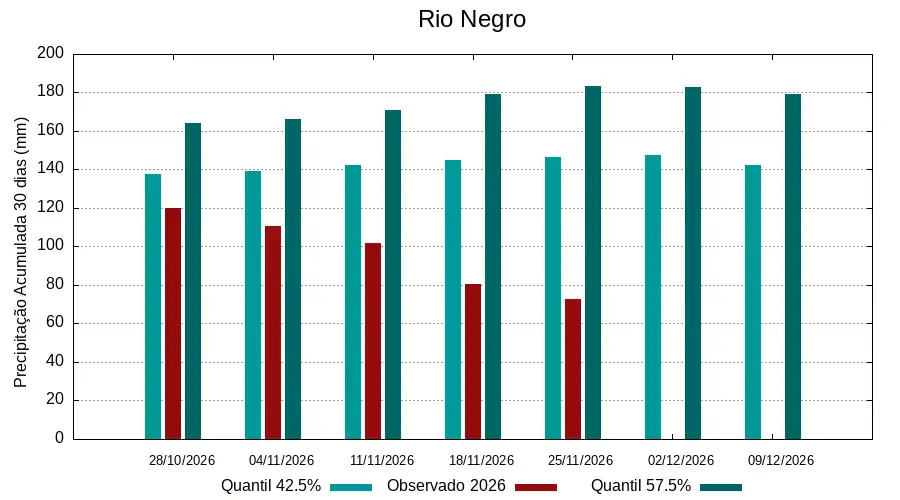 Rio Negro
Precipitação Acumulada 30 dias (mm)
200
180
160
140
120
100
80
60
40
20
0
28/10/2026 04/11/2026 11/11/2026 18/11/2026 25/11/2026 02/12/2026 09/12/2026
Quantil 42.5% Observado 2026 Quantil 57.5%